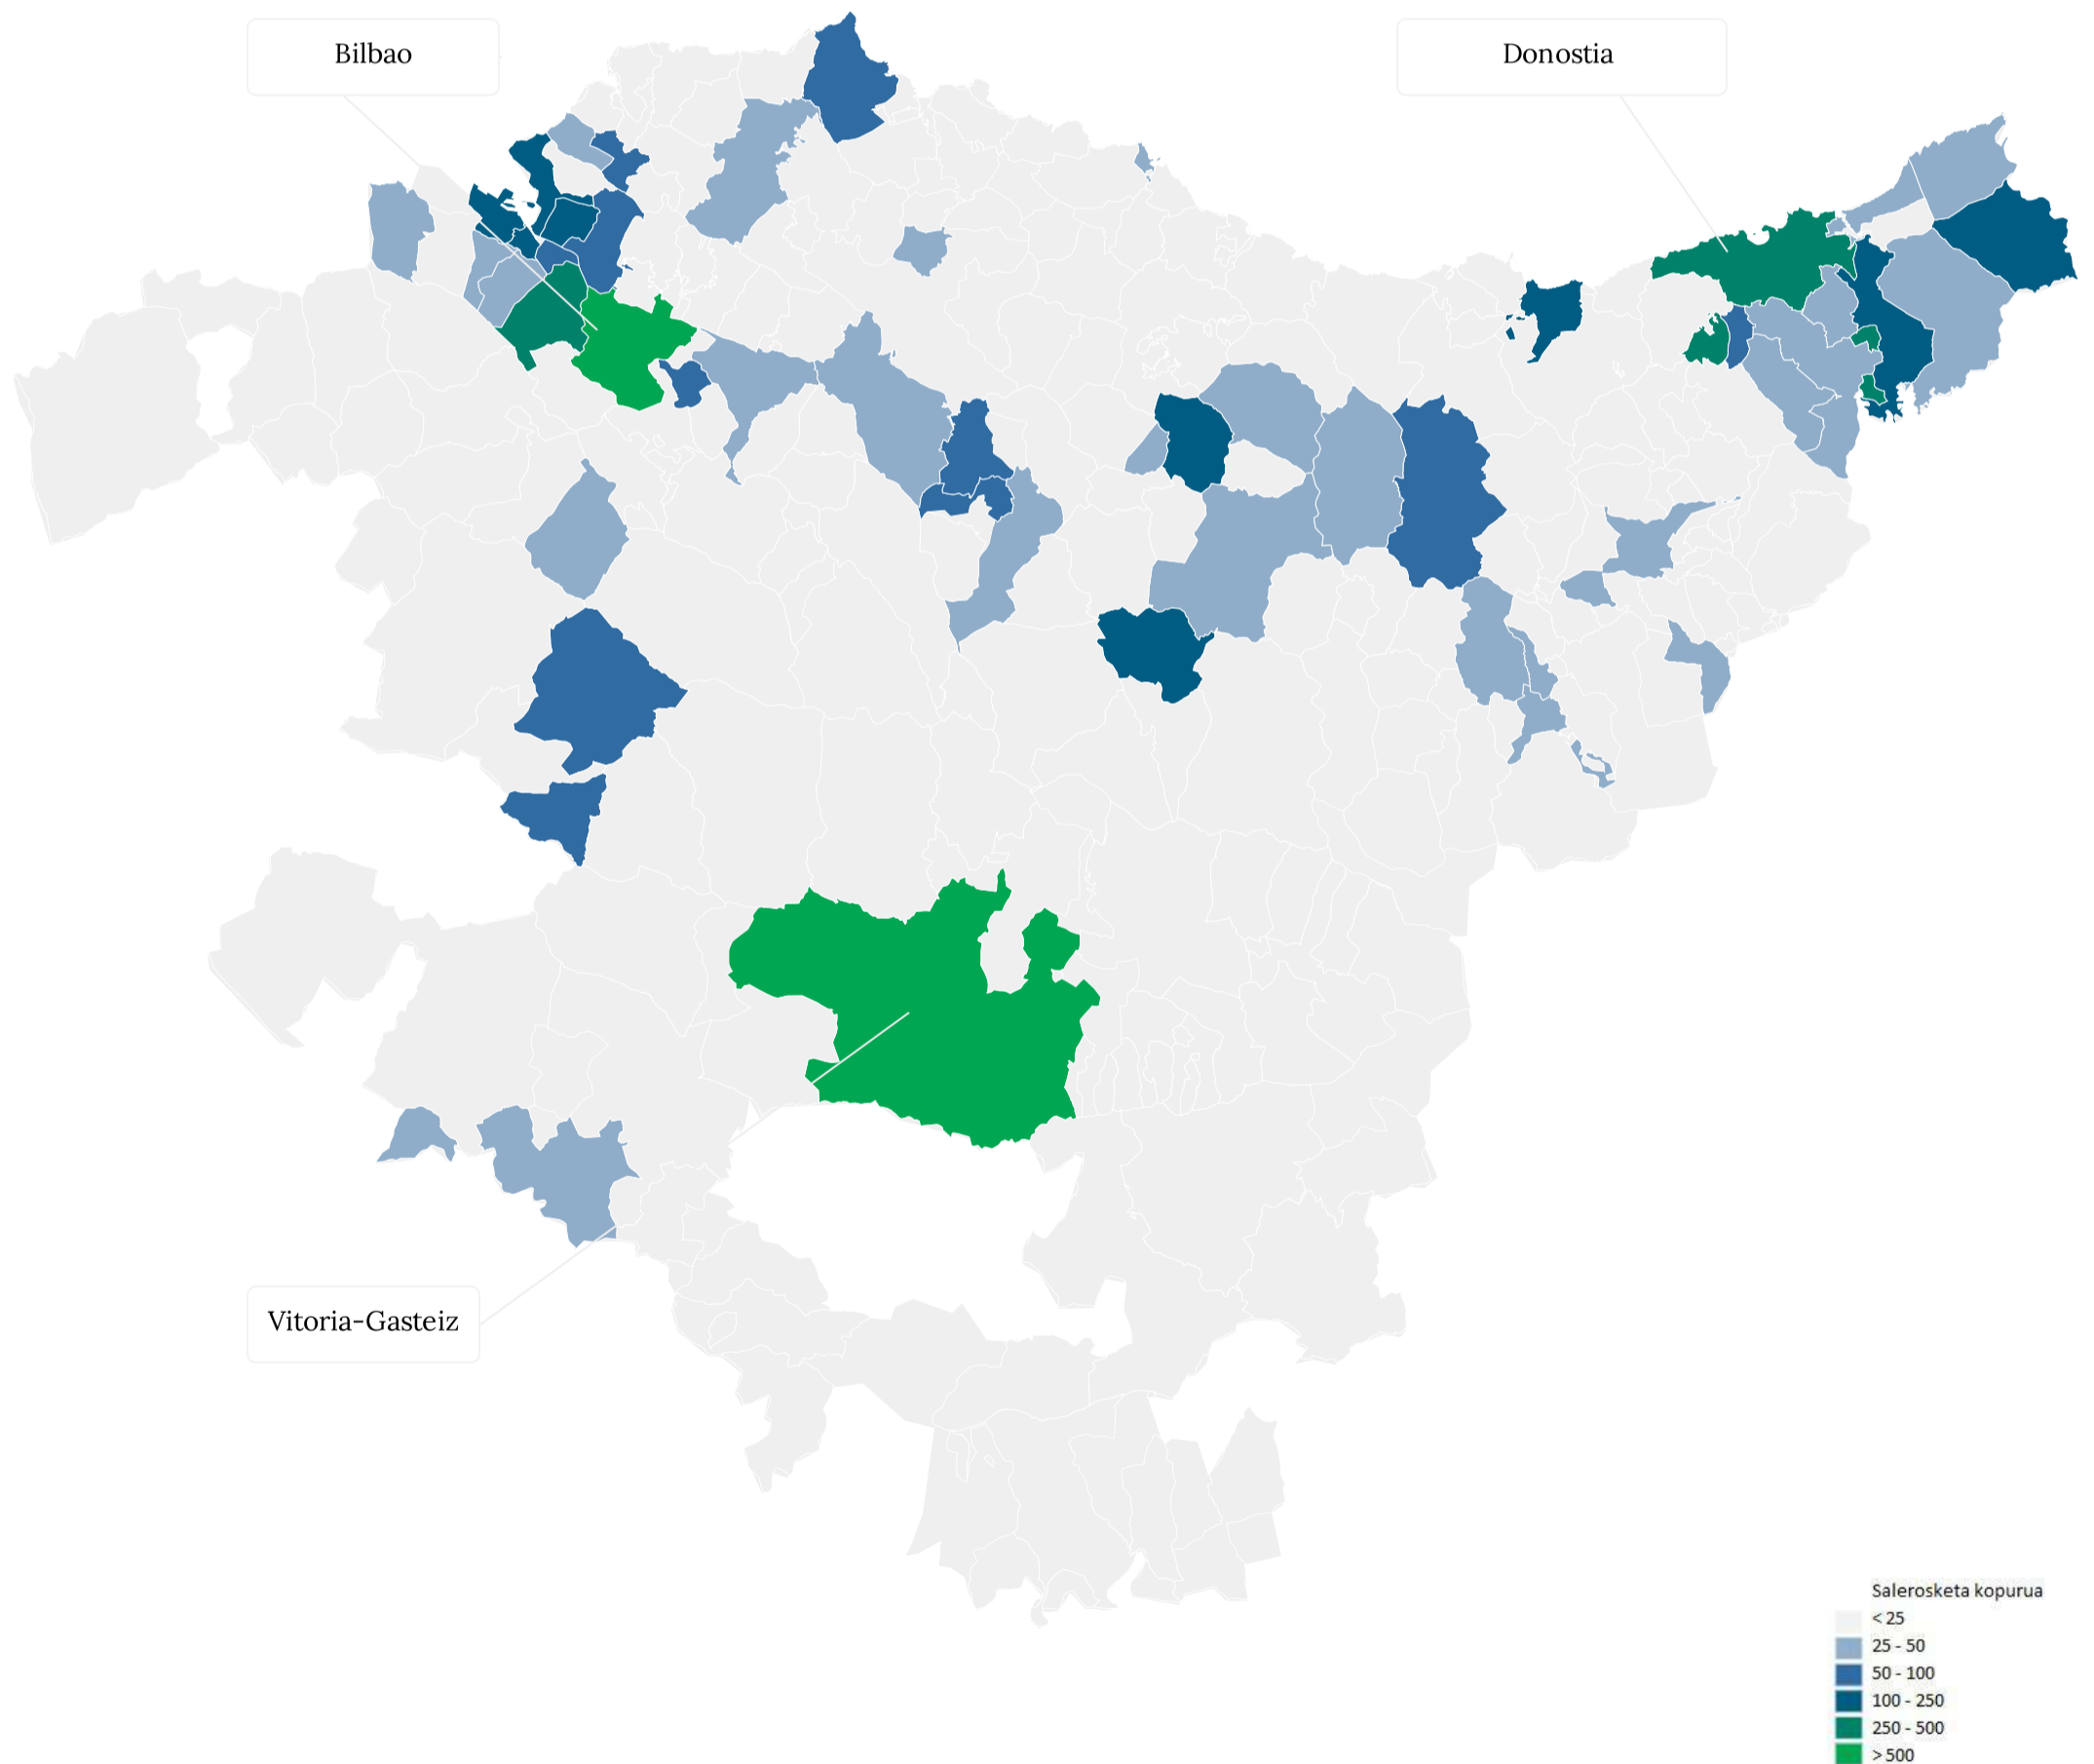 Bilbao
Donostia
Vitoria-Gasteiz
Salerosketa kopurua
< 25
25 - 50
50 - 100
100 - 250
250 - 500
> 500